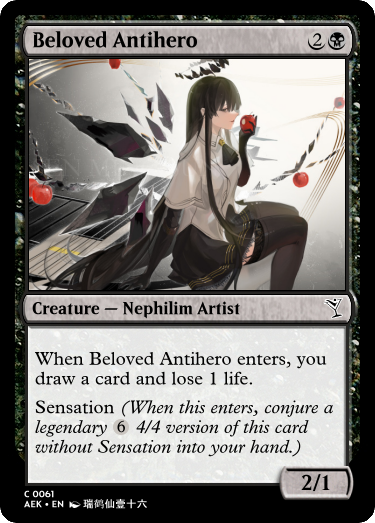 Beloved Antihero 2
Creature — Nephilim Artist
When Beloved Antihero enters, you
draw a card and lose 1 life.
Sensation (When this enters, conjure a
legendary 6 4/4 version of this card
without Sensation into your hand.)
2/1
C 0061
AEK • EN 瑞鹤仙壹十六